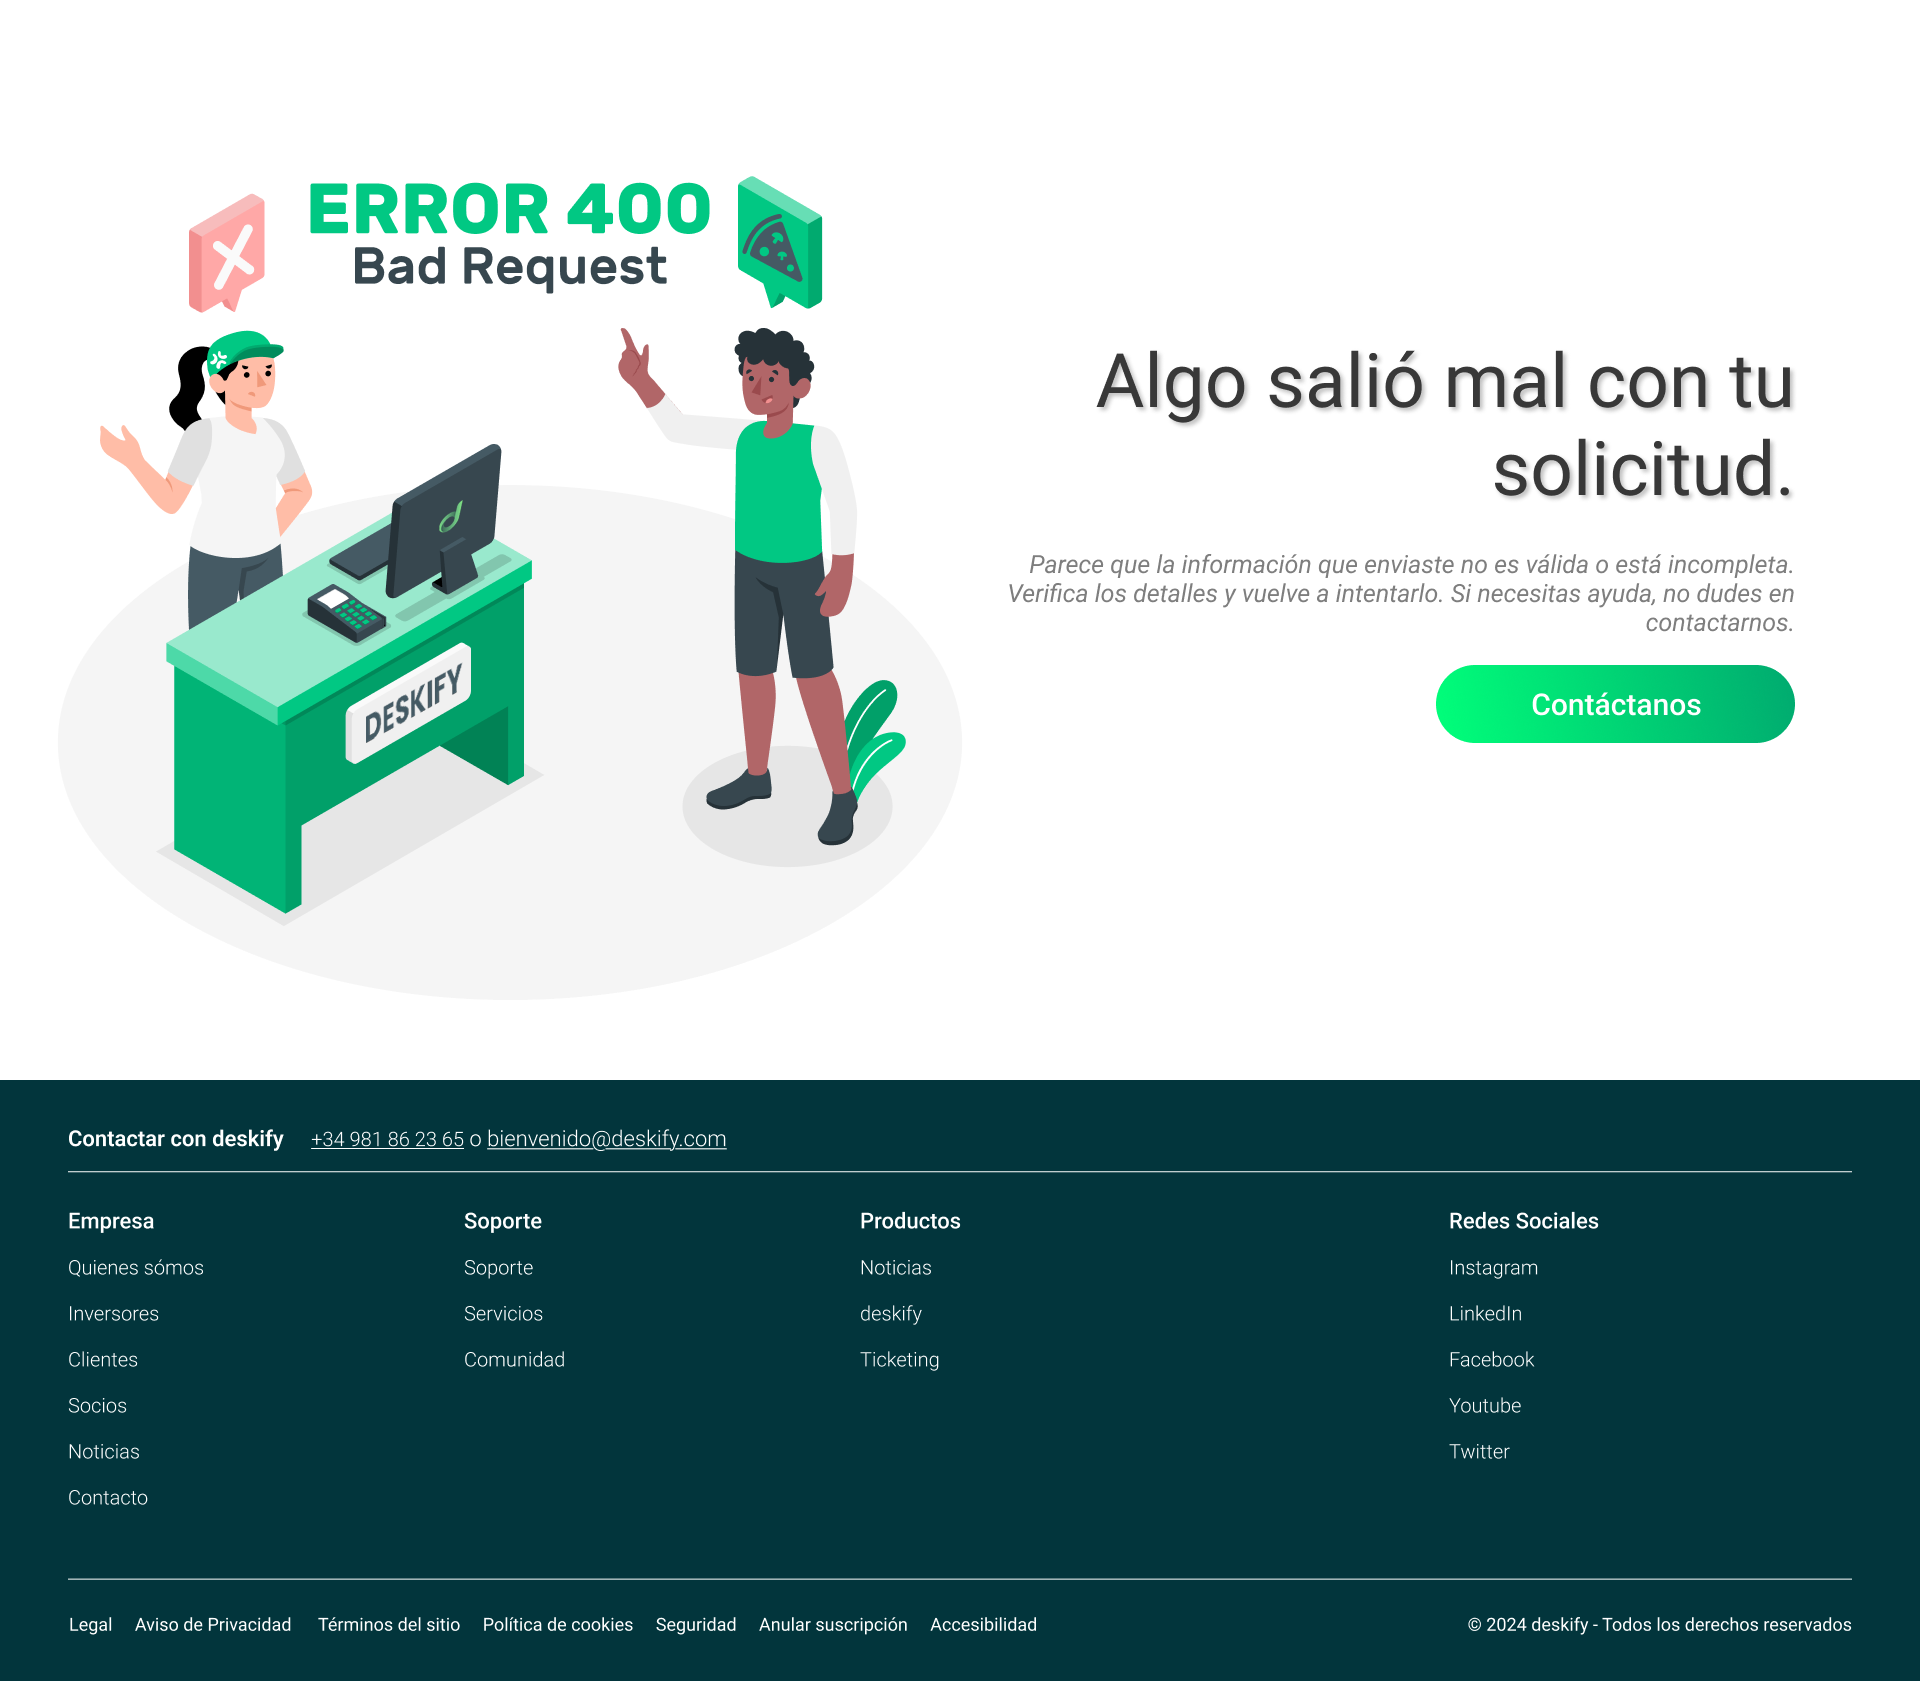 ERROR 400
Bad Request
Algo salió mal con tu
solicitud.
Parece que la información que enviaste no es válida o está incompleta.
Verifica los detalles y vuelve a intentarlo. Si necesitas ayuda, no dudes en
contactarnos.
Contáctanos
DESKIFY
Contactar con deskify +34 981 86 23 65 o bienvenido@deskify.com
Empresa
Quienes sómos
Inversores
Clientes
Socios
Noticias
Contacto
Soporte
Soporte
Servicios
Comunidad
Productos
Noticias
deskify
Ticketing
Redes Sociales
Instagram
LinkedIn
Facebook
Youtube
Twitter
Legal Aviso de Privacidad Términos del sitio Política de cookies Seguridad Anular suscripción Accesibilidad
© 2024 deskify - Todos los derechos reservados